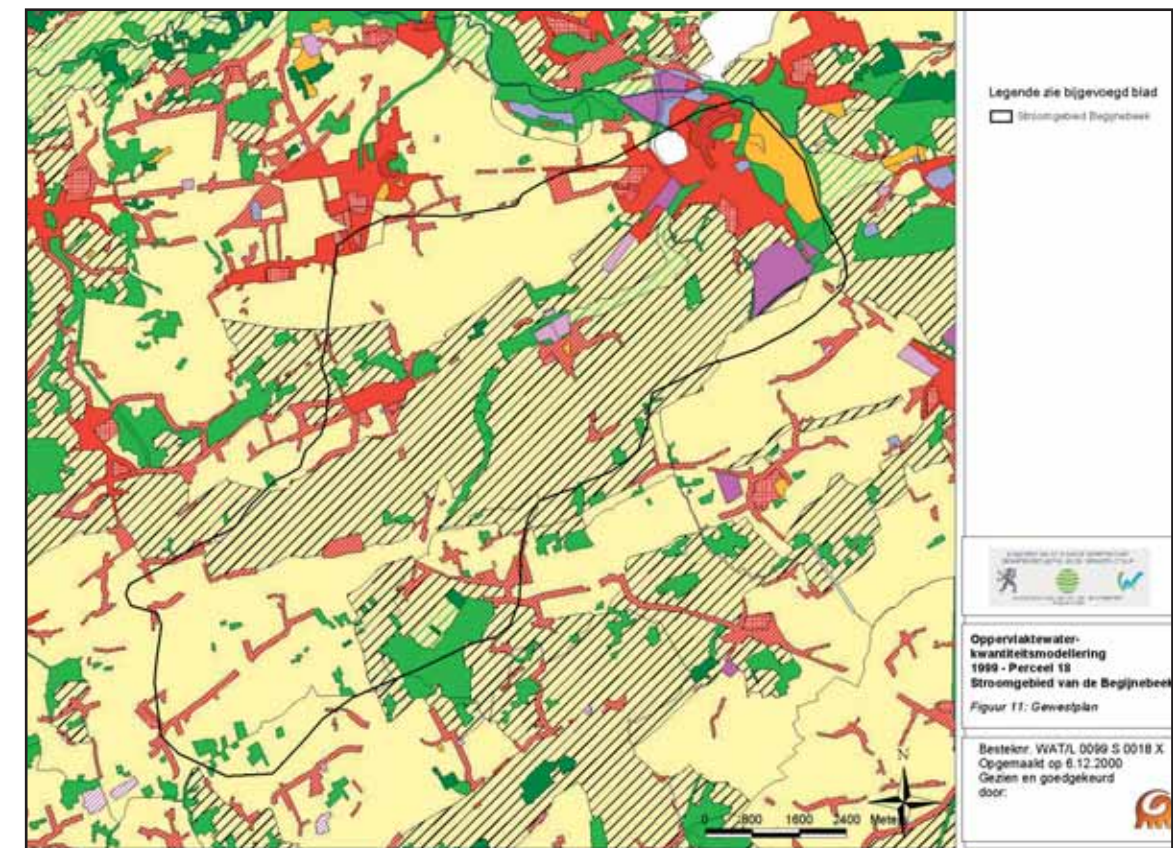 Legende zie bijgevoegd blad
Stroomgebied Begijnebeek
Oppervlaktewater-
kwantiteitsmodellering
1999 - Perceel 18
Stroomgebied van de Begijnebeek
Figuur 11: Gewestplan
Besteknr. WAT/L 0099 S 0018 X
Opgemaakt op 6.12.2000
Gezien en goedgekeurd
door:
N
0 800 1600 2400 Meters